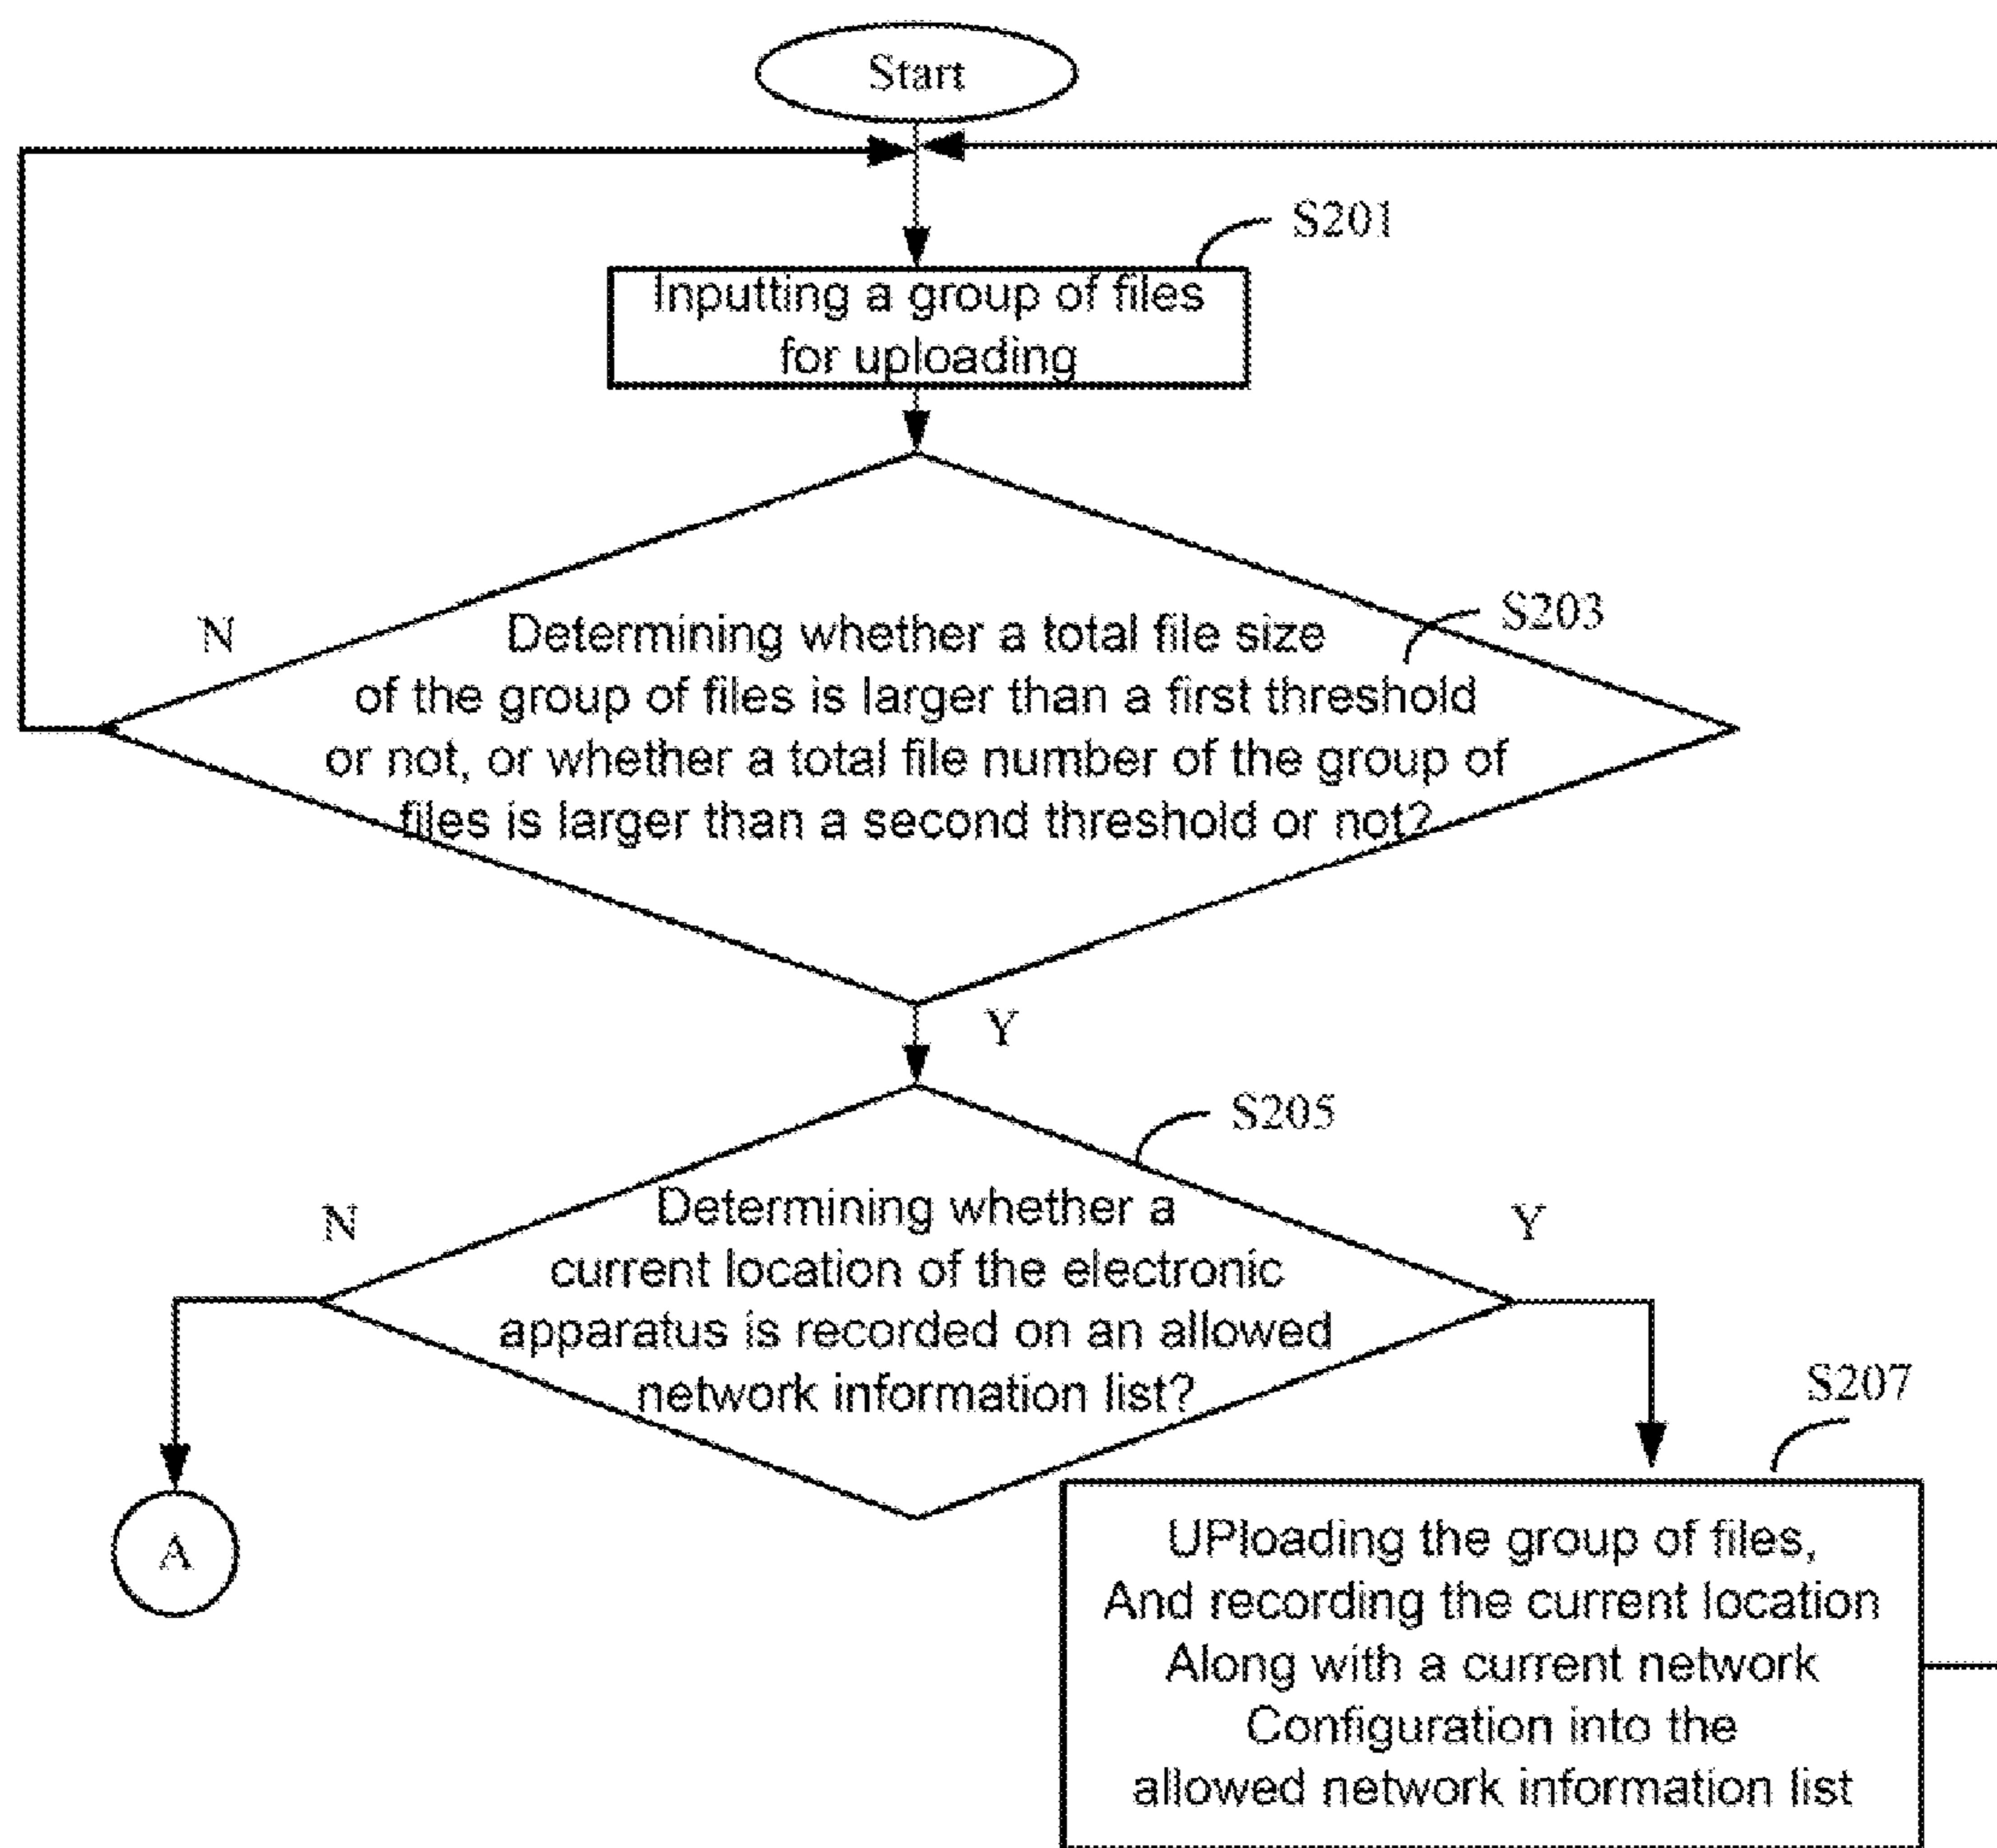 Start
S201
Inputting a group of files
for uploading
S203
N
Determining whether a total file size
of the group of files is larger than a first threshold
or not, or whether a total file number of the group of
files is larger than a second threshold or not?
Y
S205
N
Determining whether a
current location of the electronic
apparatus is recorded on an allowed
network information list?
Y
S207
A
UPloading the group of files,
And recording the current location
Along with a current network
Configuration into the
allowed network information list